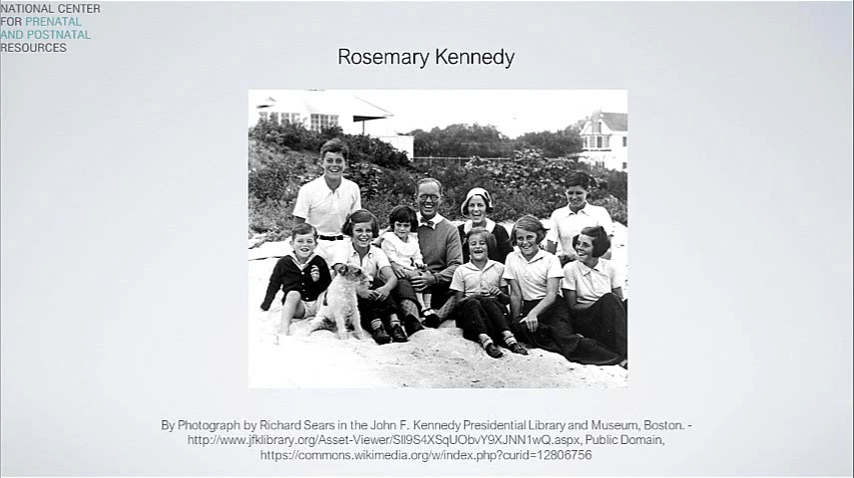 NATIONAL CENTER
FOR PRENATAL
AND POSTNATAL
RESOURCES
Rosemary Kennedy
By Photograph by Richard Sears in the John F. Kennedy Presidential Library and Museum, Boston. -
http://www.jfklibrary.org/Asset-Viewer/SIl9S4XSqUObvY9XJNN1wQ.aspx, Public Domain,
https://commons.wikimedia.org/w/index.php?curid=12806756